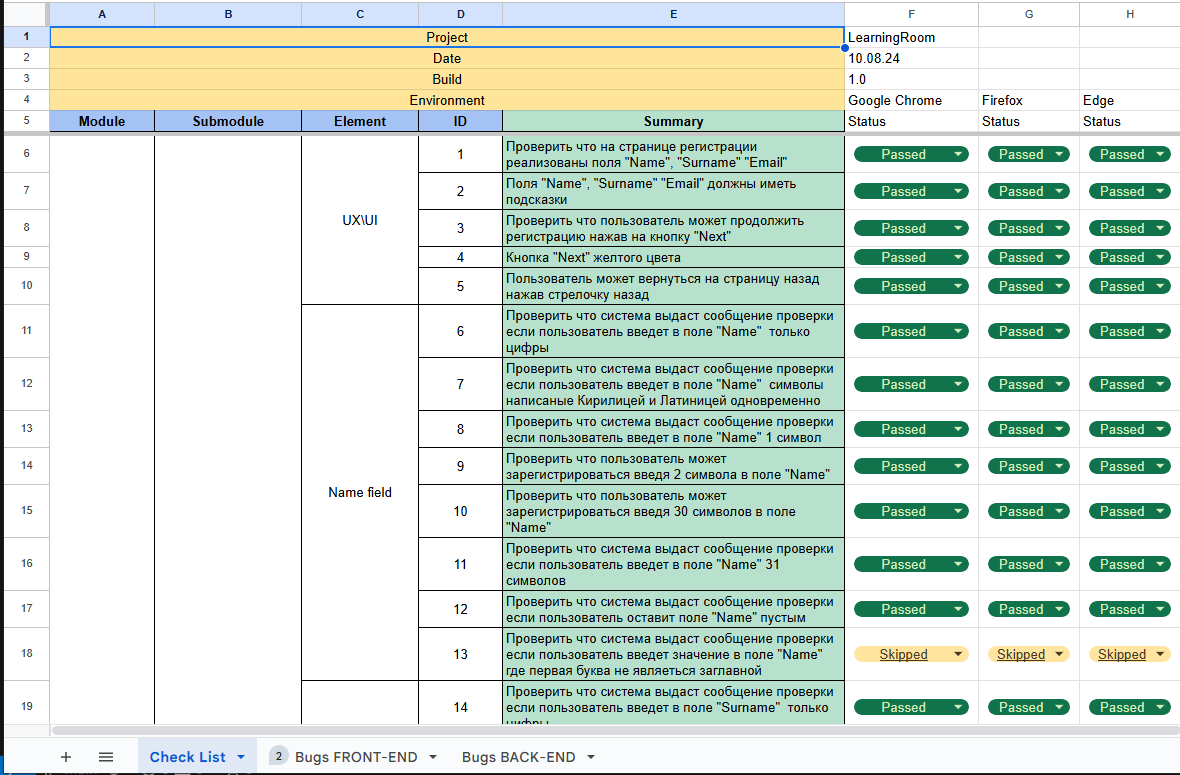 A B C D E F G H
1 Project LearningRoom
2 Date 10.08.24
3 Build 1.0
4 Environment Google Chrome Firefox Edge
5 Module Submodule Element ID Summary Status Status Status
6 UX\UI 1 Проверить что на странице регистрации
реализованы поля "Name", "Surname" "Email" Passed Passed Passed
7 2 Поля "Name", "Surname" "Email" должны иметь
подсказки Passed Passed Passed
8 3 Проверить что пользователь может продолжить
регистрацию нажав на кнопку "Next" Passed Passed Passed
9 4 Кнопка "Next" желтого цвета Passed Passed Passed
10 5 Пользователь может вернуться на страницу назад
нажав стрелочку назад Passed Passed Passed
11 Name field 6 Проверить что система выдаст сообщение проверки
если пользователь введет в поле "Name" только
цифры Passed Passed Passed
12 7 Проверить что система выдаст сообщение проверки
если пользователь введет в поле "Name" символы
написаные Кирилицей и Латиницей одновременно Passed Passed Passed
13 8 Проверить что система выдаст сообщение проверки
если пользователь введет в поле "Name" 1 символ Passed Passed Passed
14 9 Проверить что пользователь может
зарегистрироваться введя 2 символа в поле "Name" Passed Passed Passed
15 10 Проверить что пользователь может
зарегистрироваться введя 30 символов в поле
"Name" Passed Passed Passed
16 11 Проверить что система выдаст сообщение проверки
если пользователь введет в поле "Name" 31
символов Passed Passed Passed
17 12 Проверить что система выдаст сообщение проверки
если пользователь оставит поле "Name" пустым Passed Passed Passed
18 13 Проверить что система выдаст сообщение проверки
если пользователь введет значение в поле "Name"
где первая буква не являеться заглавной Skipped Skipped Skipped
19 14 Проверить что система выдаст сообщение проверки
если пользователь введет в поле "Surname" только
цифры Passed Passed Passed
Check List 2 Bugs FRONT-END Bugs BACK-END